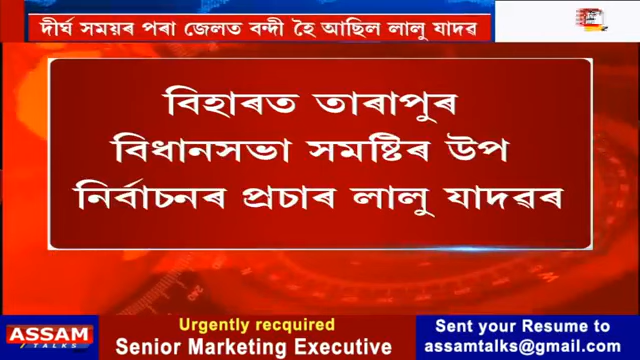 দীৰ্ঘ সময়ৰ পৰা জেলত বন্দী হৈ আছিল লালু যাদৱ
বিহাৰত তাৰাপুৰ
বিধানসভা সমষ্টিৰ উপ
নিৰ্বাচনৰ প্ৰচাৰ লালু যাদৱৰ
ASSAM
TALKS
Urgently recquired
Senior Marketing Executive
Sent your Resume to
assamtalks@gmail.com